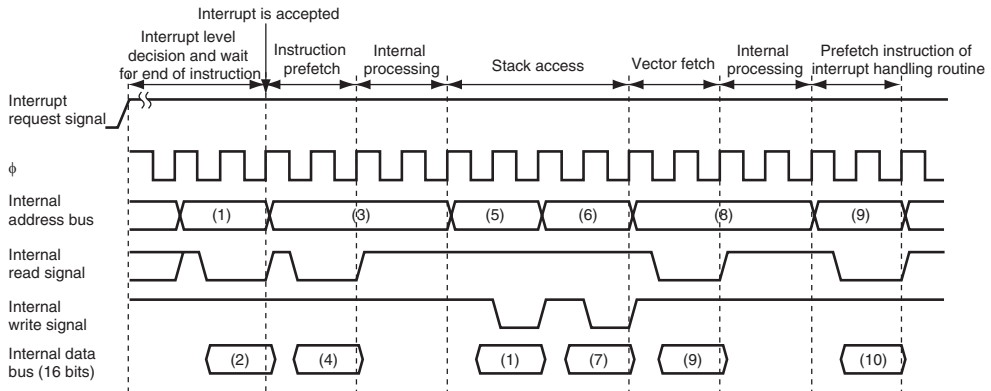 Interrupt is accepted
Interrupt level
decision and wait
for end of instruction
Instruction
prefetch
Internal
processing
Stack access
Vector fetch
Internal
processing
Prefetch instruction of
interrupt handling routine
Interrupt
request signal
φ
Internal
address bus
(1)
(3)
(5)
(6)
(8)
(9)
Internal
read signal
Internal
write signal
Internal data
bus (16 bits)
(2)
(4)
(1)
(7)
(9)
(10)